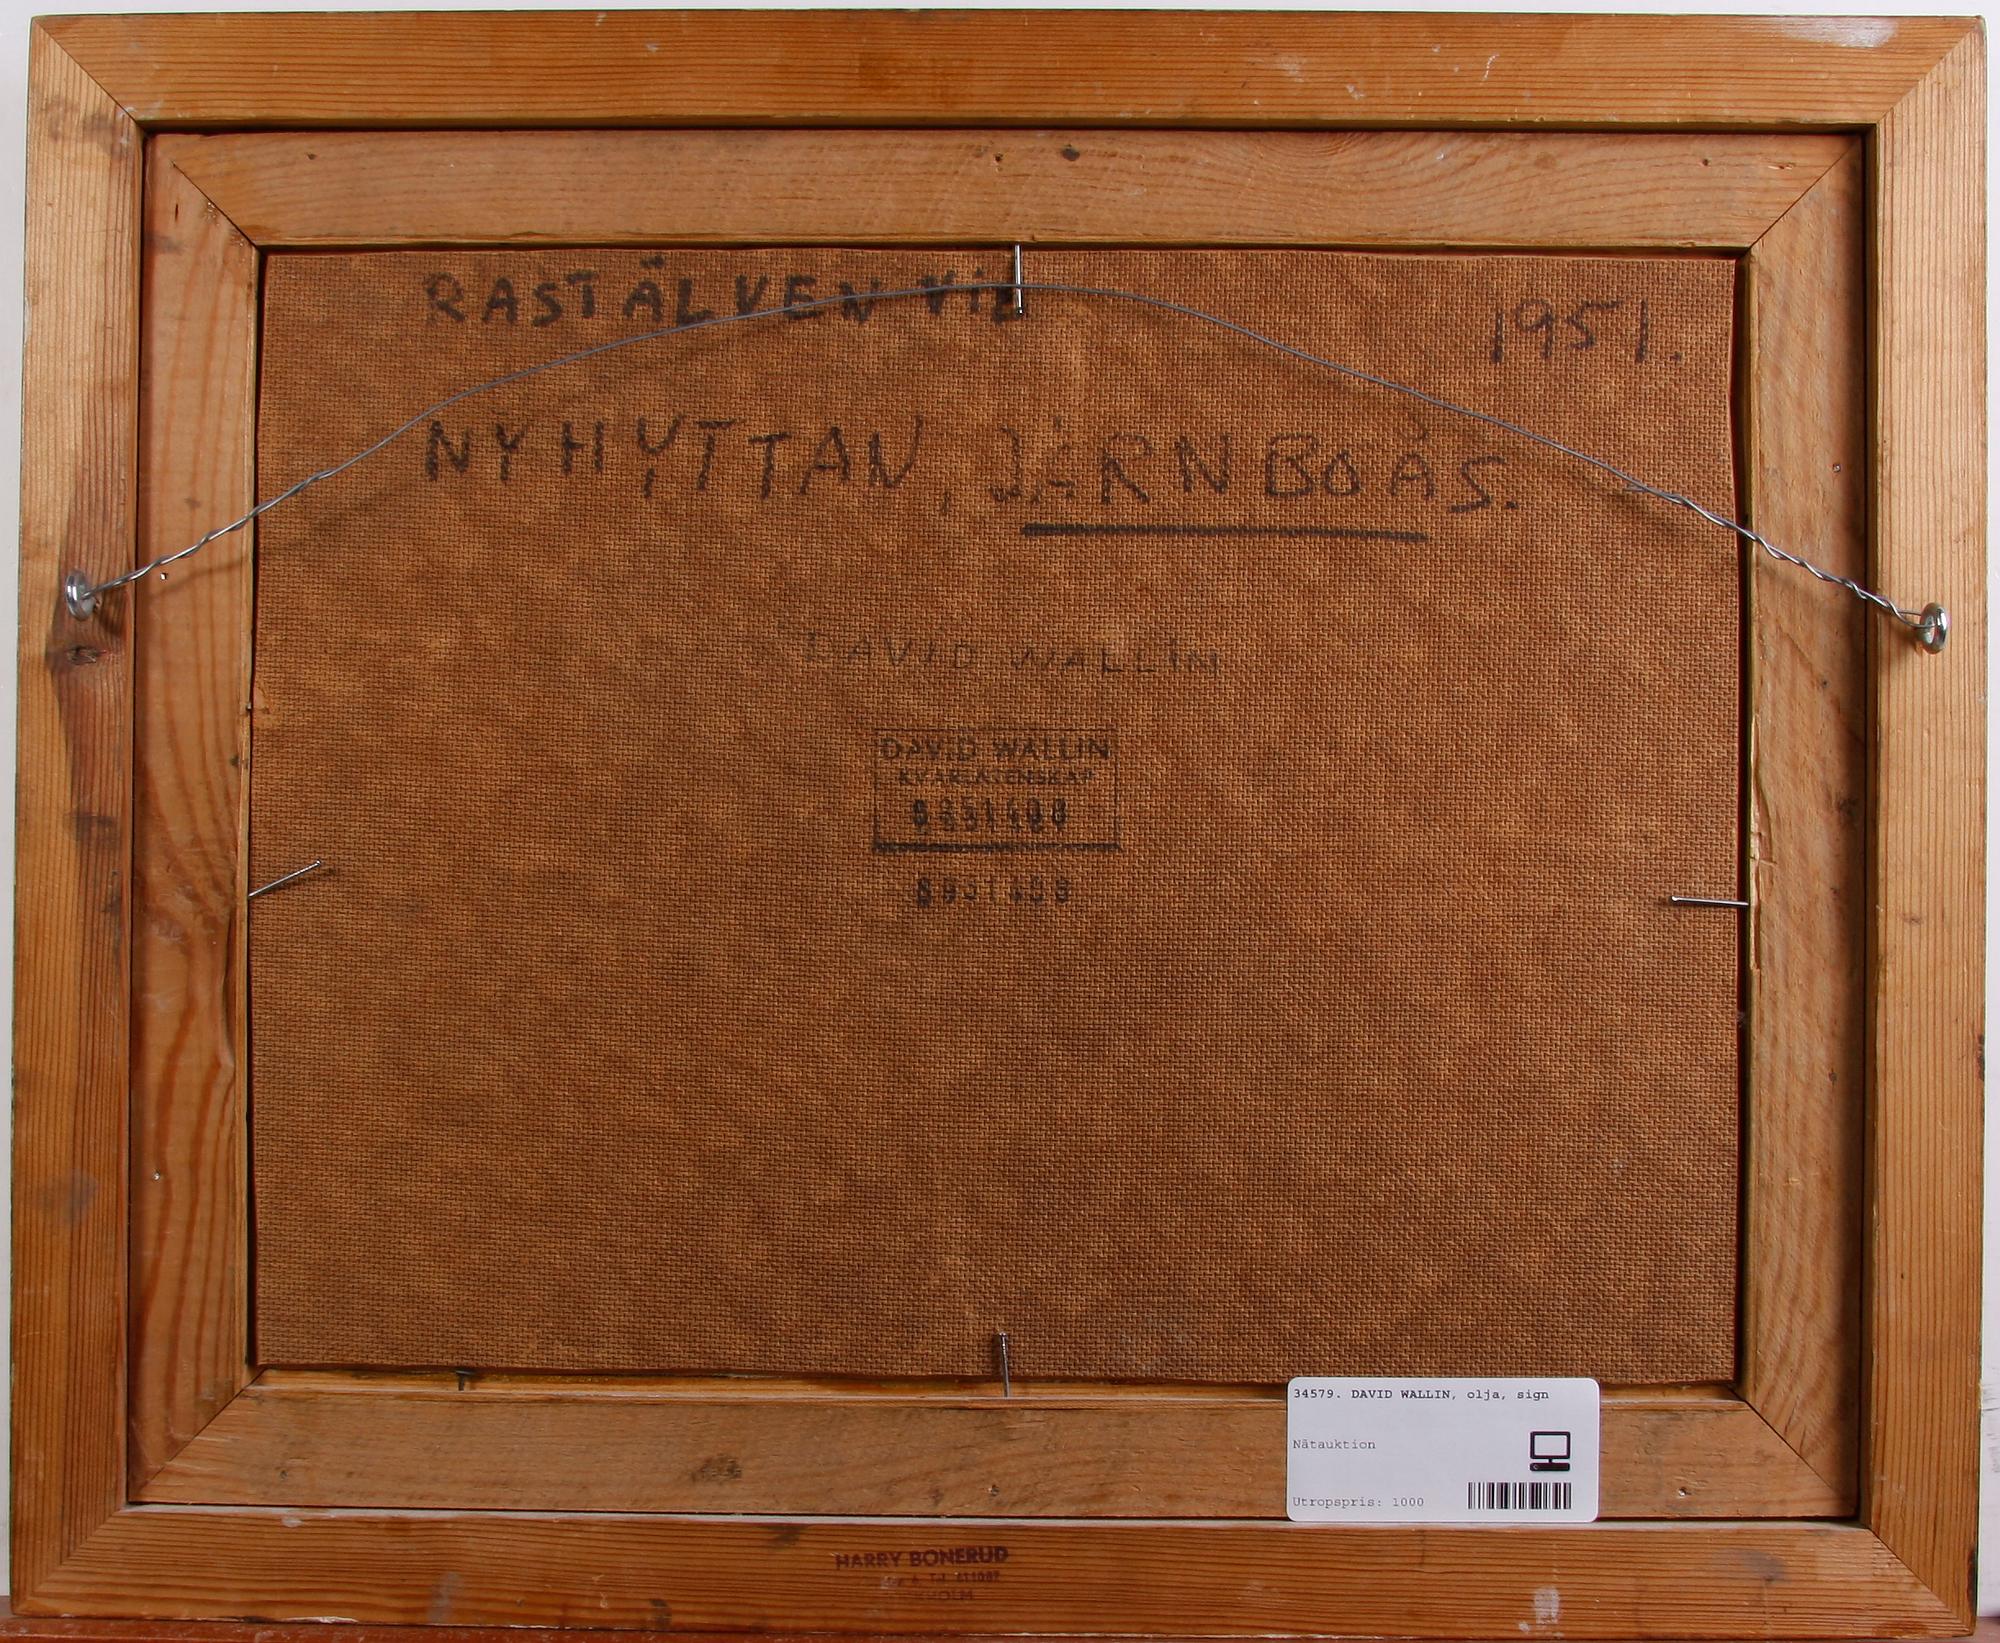 RASTÄLVEN VID
1951.
NYHYTTAN, JÄRNBOÅS.
DAVID WALLIN
DAVID WALLIN
KVARLÅTENSKAP
34579. DAVID WALLIN, olja, sign
Nätauktion
Utropspris: 1000
HARRY BONERUD